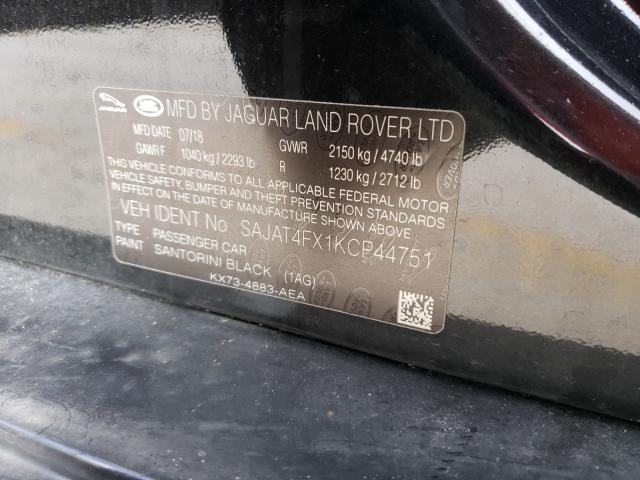 MFD BY JAGUAR LAND ROVER LTD
MFD DATE 07/18 GVWR 2150 kg / 4740 lb
GAWR F 1040 kg / 2293 lb R 1230 kg / 2712 lb
THIS VEHICLE CONFORMS TO ALL APPLICABLE FEDERAL MOTOR
VEHICLE SAFETY, BUMPER AND THEFT PREVENTION STANDARDS
IN EFFECT ON THE DATE OF MANUFACTURE SHOWN ABOVE.
VEH IDENT No SAJAT4FX1KCP44751
TYPE PASSENGER CAR
PAINT SANTORINI BLACK (1AG)
KX73-4883-AEA
JAGUAR